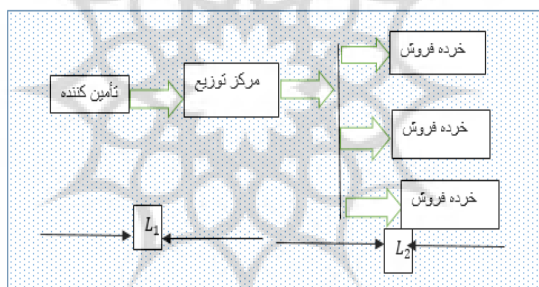 خرده فروش
مرکز توزیع
تأمین کننده
خرده فروش
خرده فروش
L₁
L₂